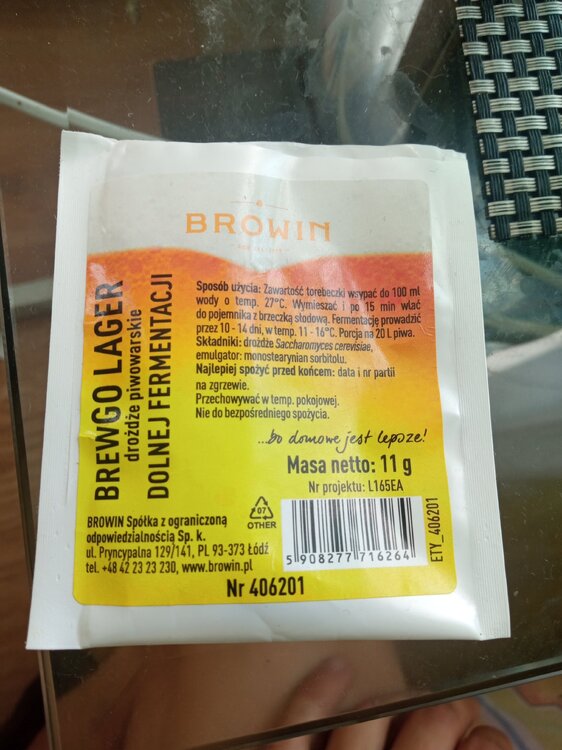 BROWIN
BREWGO LAGER
drożdże piwowarskie
DOLNEJ FERMENTACJI
Sposób użycia: Zawartość torebeczki wsypać do 100 ml
wody o temp. 27°C. Wymieszać i po 15 min wlać
do pojemnika z brzeczką słodową. Fermentację prowadzić
przez 10 - 14 dni, w temp. 11 - 16°C. Porcja na 20 L piwa.
Składniki: drożdże Saccharomyces cerevisiae,
emulgator: monostearynian sorbitolu.
Najlepiej spożyć przed końcem: data i nr partii
na zgrzewie.
Przechowywać w temp. pokojowej.
Nie do bezpośredniego spożycia.
...bo domowe jest lepsze!
Masa netto: 11 g
Nr projektu: L165EA
07
OTHER
BROWIN Spółka z ograniczoną
odpowiedzialnością Sp. k.
ul. Pryncypalna 129/141, PL 93-373 Łódź
tel. +48 42 23 23 230, www.browin.pl
5 908277 716264
ETY_406201
Nr 406201